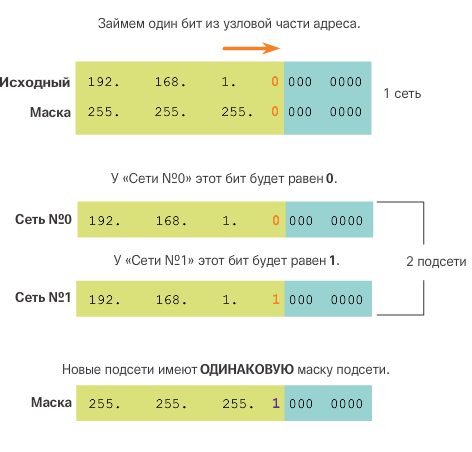 Займем один бит из узловой части адреса.
Исходный 192. 168. 1. 0 000 0000
1 сеть
Маска 255. 255. 255. 0 000 0000
У «Сети №0» этот бит будет равен 0.
Сеть №0 192. 168. 1. 0 000 0000
У «Сети №1» этот бит будет равен 1.
2 подсети
Сеть №1 192. 168. 1. 1 000 0000
Новые подсети имеют ОДИНАКОВУЮ маску подсети.
Маска 255. 255. 255. 1 000 0000